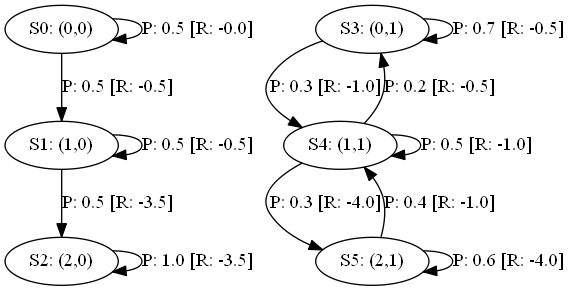 S0: (0,0) P: 0.5 [R: -0.0] S3: (0,1) P: 0.7 [R: -0.5]
P: 0.5 [R: -0.5] P: 0.3 [R: -1.0] P: 0.2 [R: -0.5]
S1: (1,0) P: 0.5 [R: -0.5] S4: (1,1) P: 0.5 [R: -1.0]
P: 0.5 [R: -3.5] P: 0.3 [R: -4.0] P: 0.4 [R: -1.0]
S2: (2,0) P: 1.0 [R: -3.5] S5: (2,1) P: 0.6 [R: -4.0]